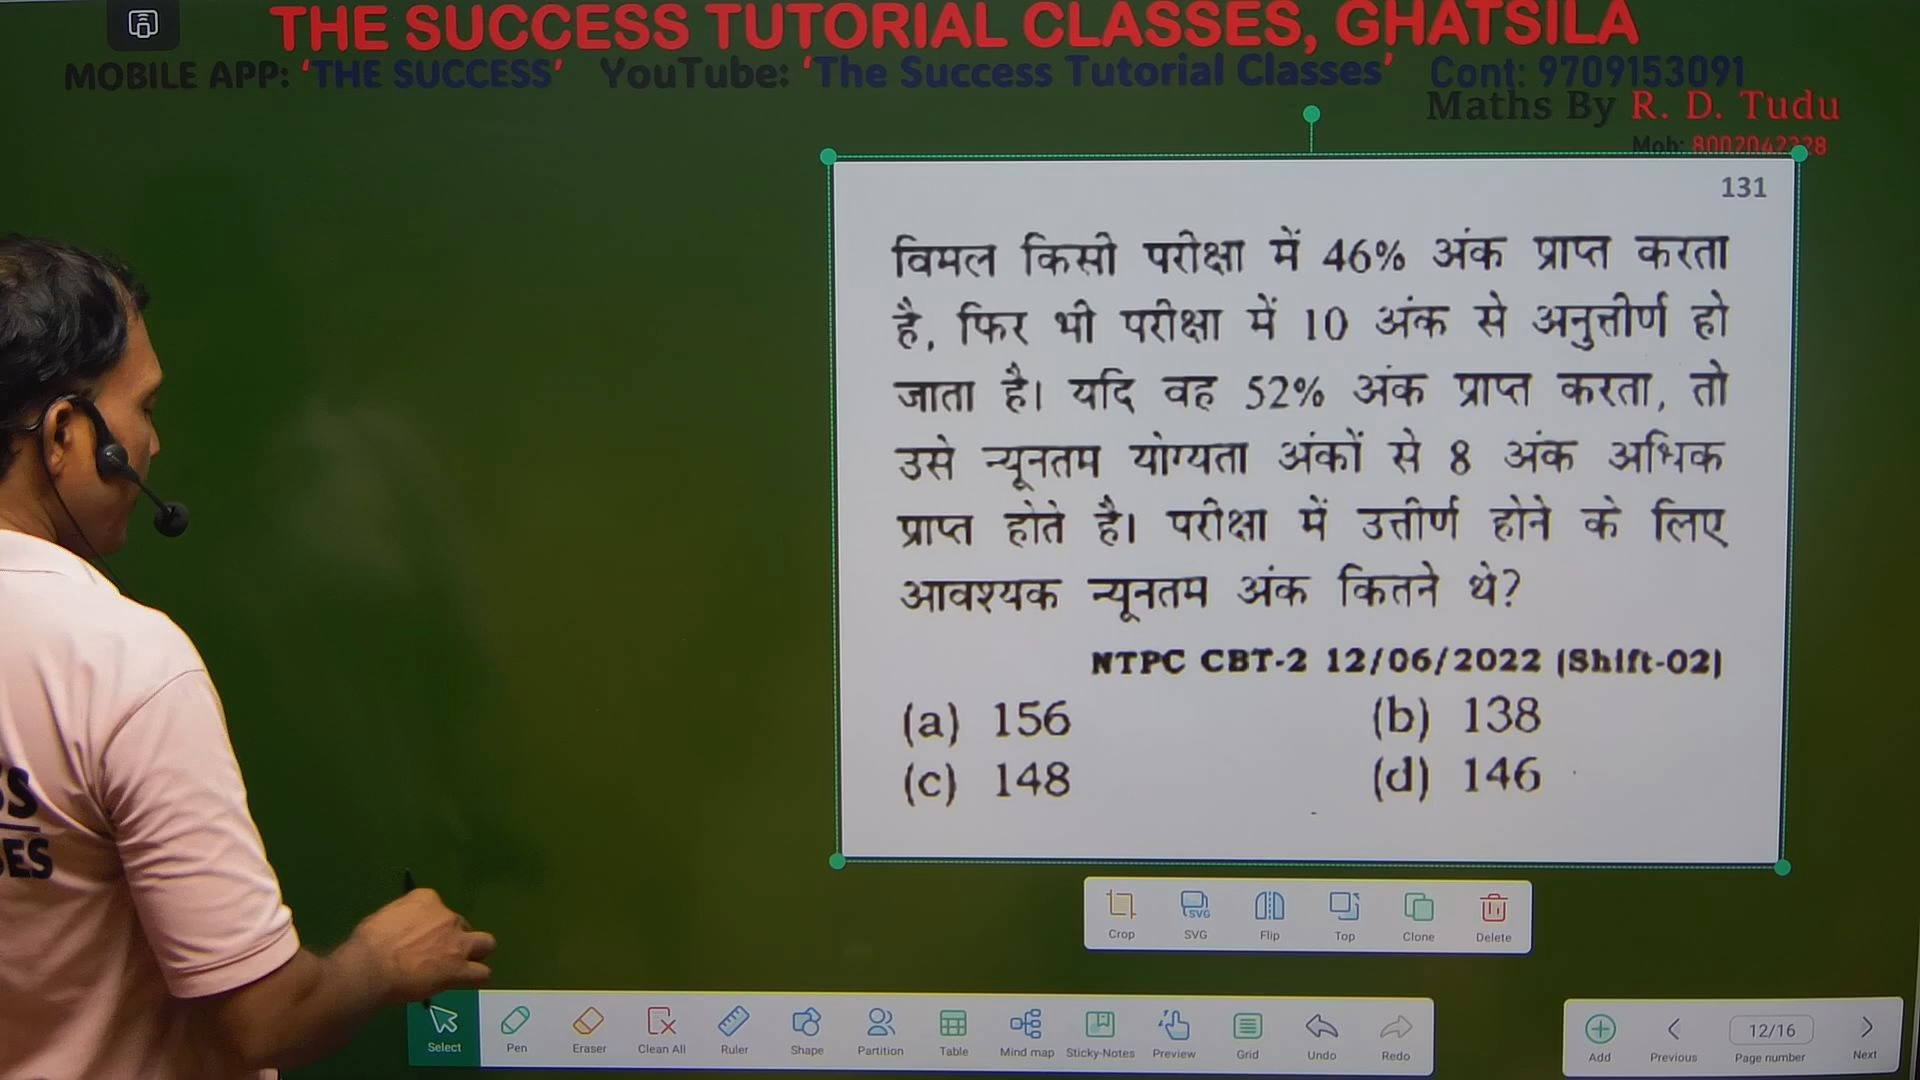 THE SUCCESS TUTORIAL CLASSES, GHATSILA
MOBILE APP: 'THE SUCCESS' YouTube: 'The Success Tutorial Classes' Cont: 9709153091
Maths By R. D. Tudu
Mob: 8002042328
131
विमल किसी परीक्षा में 46% अंक प्राप्त करता
है, फिर भी परीक्षा में 10 अंक से अनुत्तीर्ण हो
जाता है। यदि वह 52% अंक प्राप्त करता, तो
उसे न्यूनतम योग्यता अंकों से 8 अंक अधिक
प्राप्त होते है। परीक्षा में उत्तीर्ण होने के लिए
आवश्यक न्यूनतम अंक कितने थे?
NTPC CBT-2 12/06/2022 (Shift-02)
(a) 156 (b) 138
(c) 148 (d) 146
SVG
Crop SVG Flip Top Clone Delete
Select Pen Eraser Clean All Ruler Shape Partition Table Mind map Sticky-Notes Preview Grid Undo Redo
12/16
Add Previous Page number Next